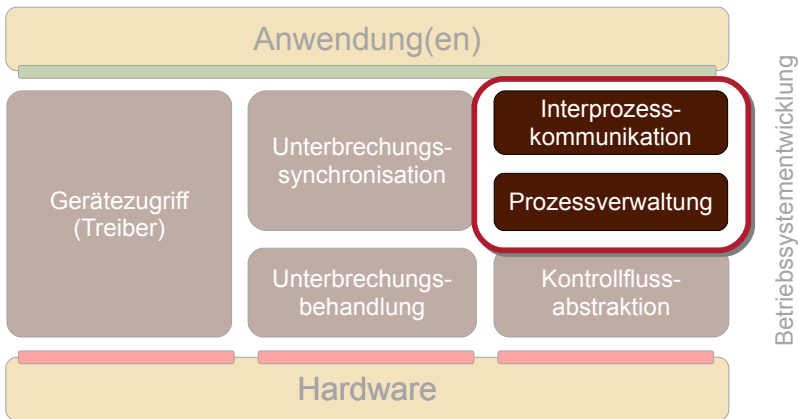 Anwendung(en)
Gerätezugriff
(Treiber)
Unterbrechungs-
synchronisation
Interprozess-
kommunikation
Prozessverwaltung
Unterbrechungs-
behandlung
Kontrollfluss-
abstraktion
Hardware
Betriebssystementwicklung